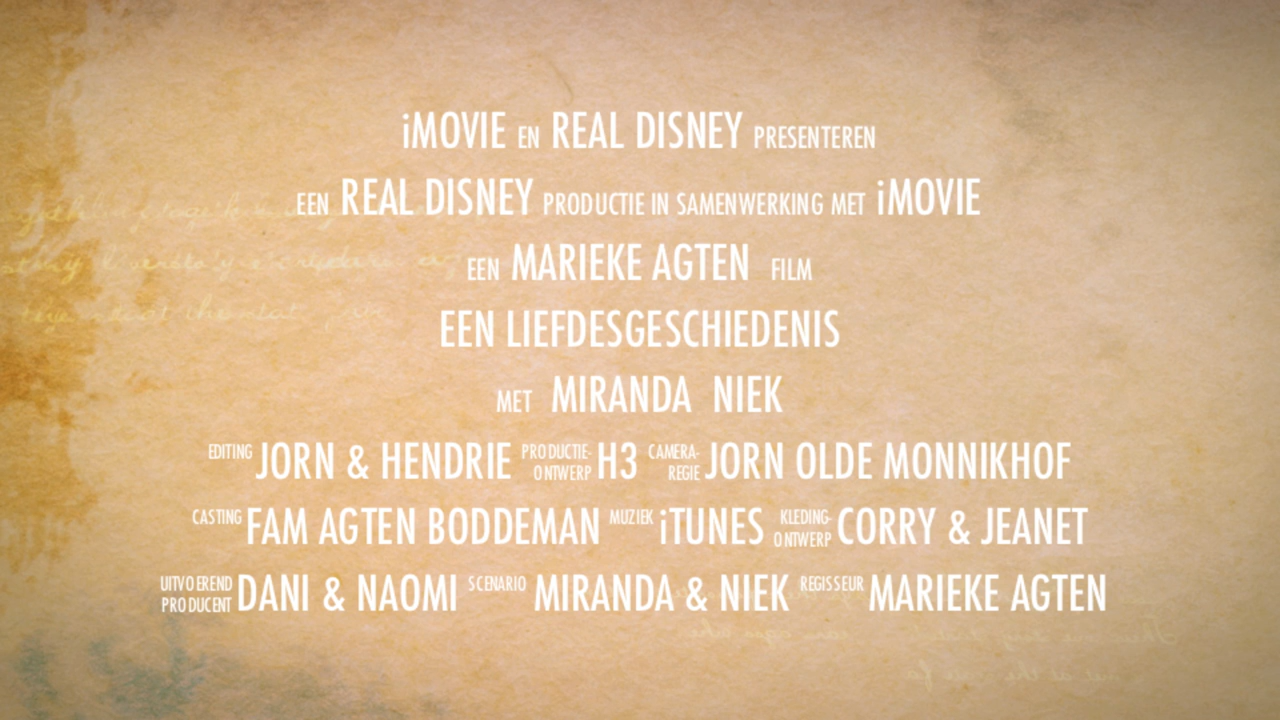 iMOVIE EN REAL DISNEY PRESENTEREN
EEN REAL DISNEY PRODUCTIE IN SAMENWERKING MET iMOVIE
EEN MARIEKE AGTEN FILM
EEN LIEFDESGESCHIEDENIS
MET MIRANDA NIEK
EDITING JORN & HENDRIE PRODUCTIE-ONTWERP H3 CAMERA-REGIE JORN OLDE MONNIKHOF
CASTING FAM AGTEN BODDEMAN MUZIEK iTUNES KLEDING-ONTWERP CORRY & JEANET
UITVOEREND PRODUCENT DANI & NAOMI SCENARIO MIRANDA & NIEK REGISSEUR MARIEKE AGTEN